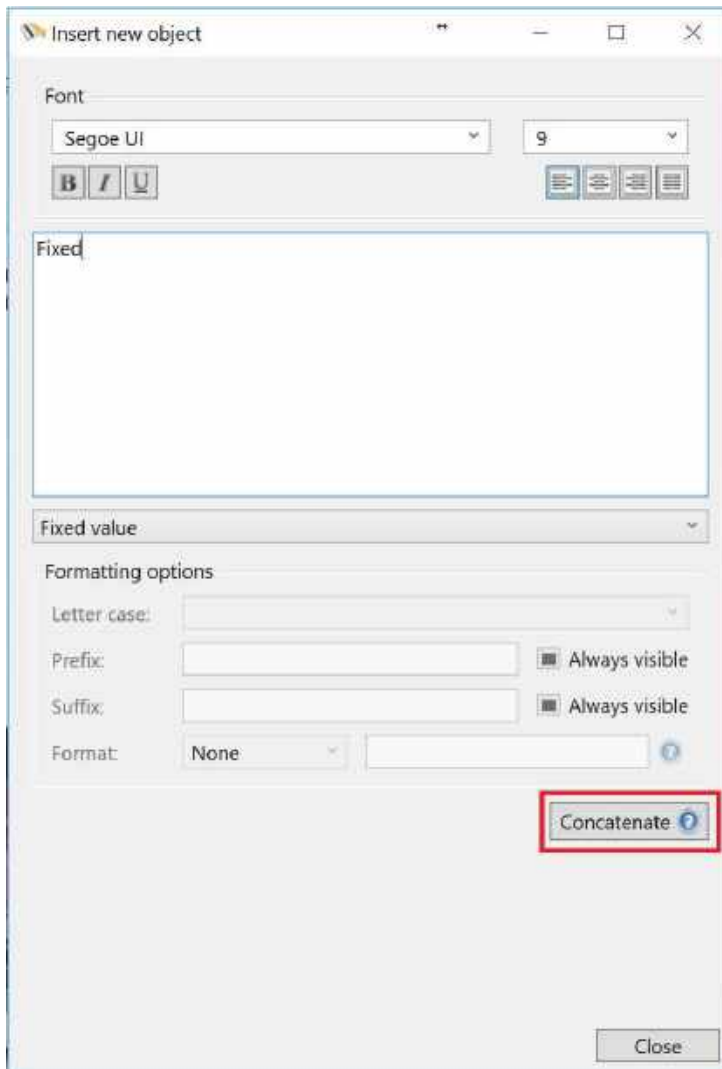 Insert new object
Font
Segoe UI 9
B I U
Fixed
Fixed value
Formatting options
Letter case:
Prefix: Always visible
Suffix: Always visible
Format: None
Concatenate ?
Close